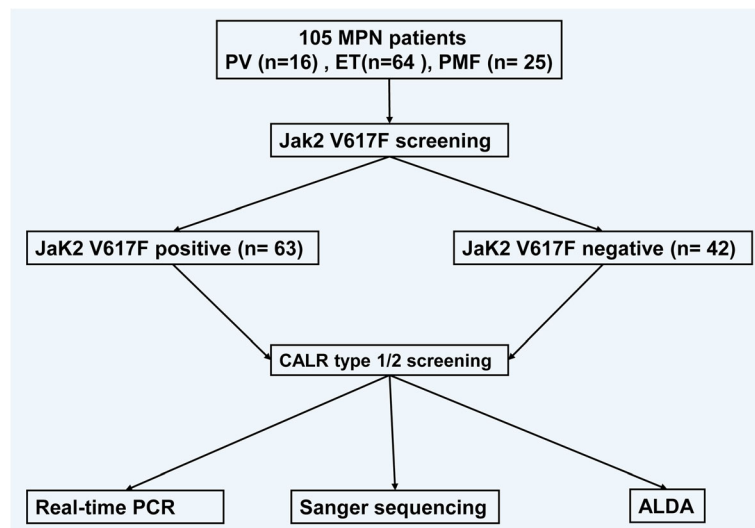 105 MPN patients
PV (n=16) , ET(n=64 ), PMF (n= 25)
Jak2 V617F screening
JaK2 V617F positive (n= 63)
JaK2 V617F negative (n= 42)
CALR type 1/2 screening
Real-time PCR
Sanger sequencing
ALDA